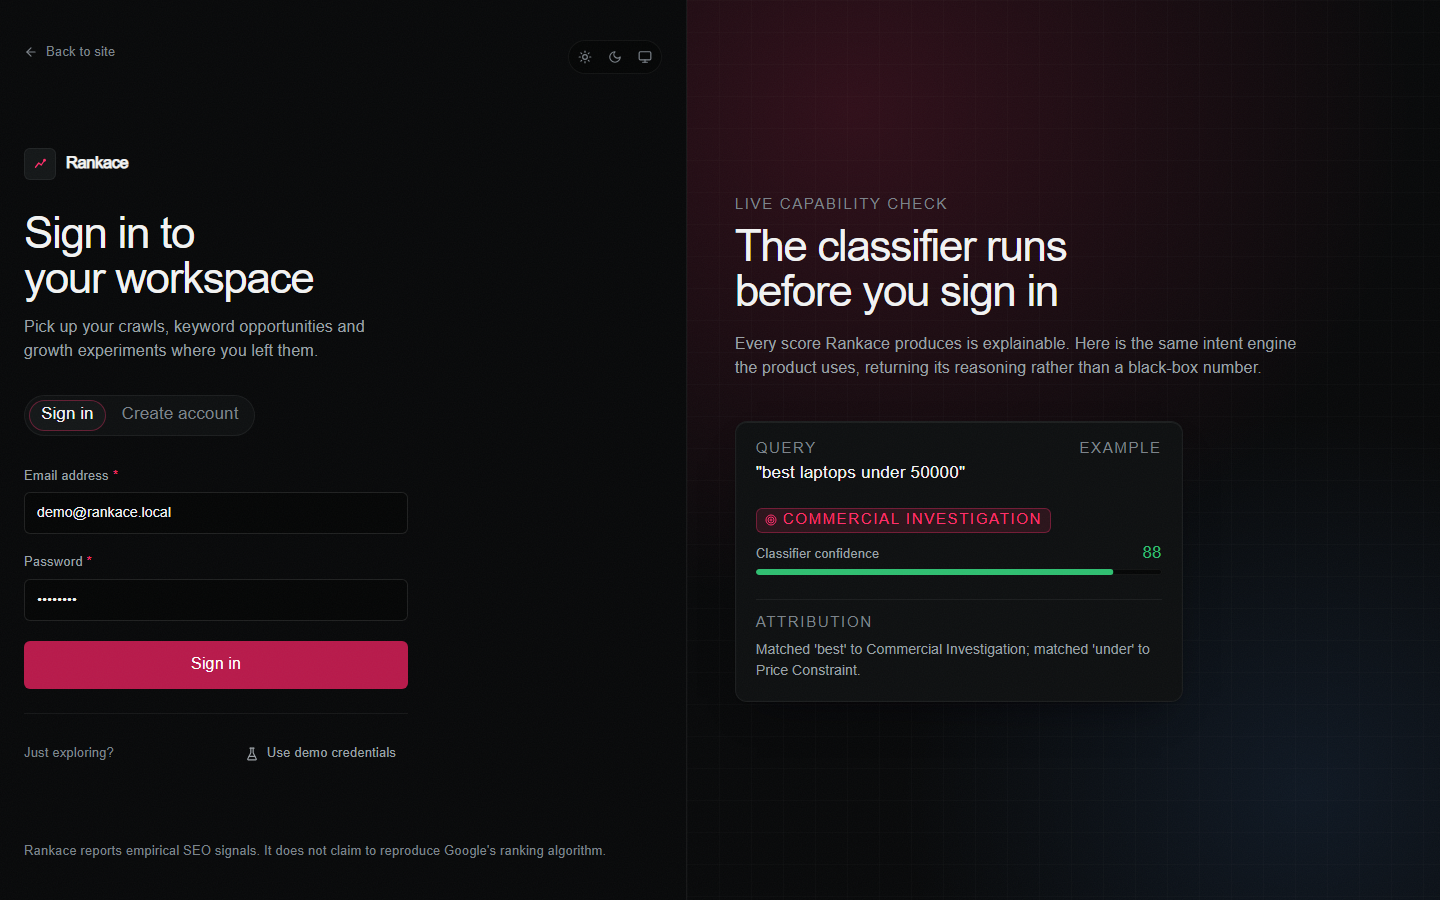 Back to site
Rankace
Sign in to
your workspace
Pick up your crawls, keyword opportunities and
growth experiments where you left them.
Sign in
Create account
Email address *
demo@rankace.local
Password *
••••••••
Sign in
Just exploring?
Use demo credentials
Rankace reports empirical SEO signals. It does not claim to reproduce Google's ranking algorithm.
LIVE CAPABILITY CHECK
The classifier runs
before you sign in
Every score Rankace produces is explainable. Here is the same intent engine
the product uses, returning its reasoning rather than a black-box number.
QUERY
EXAMPLE
"best laptops under 50000"
COMMERCIAL INVESTIGATION
Classifier confidence
88
ATTRIBUTION
Matched 'best' to Commercial Investigation; matched 'under' to
Price Constraint.